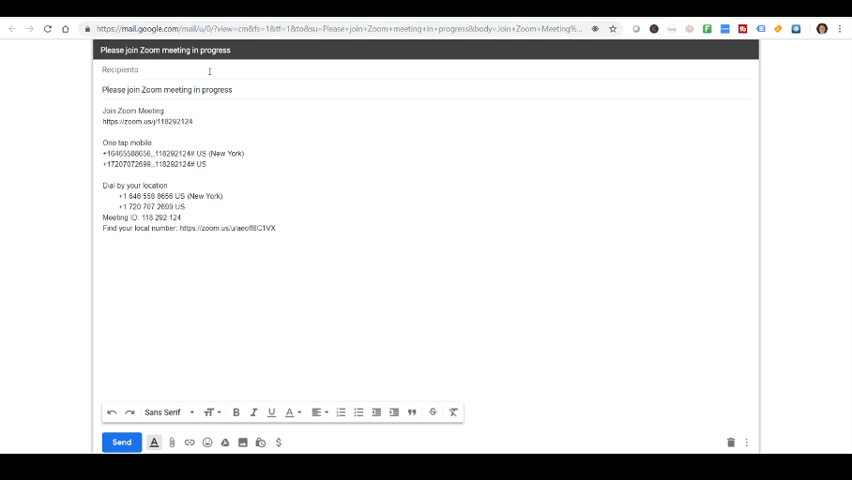 https://mail.google.com/mail/u/0/?view=cm&fs=1&tf=1&to&su=Please+join+Zoom+meeting+in+progress&body=Join+Zoom+Meeting%...
Please join Zoom meeting in progress
Recipients
Please join Zoom meeting in progress
Join Zoom Meeting
https://zoom.us/j/118292124
One tap mobile
+16465588656,,118292124# US (New York)
+17207072699,,118292124# US
Dial by your location
+1 646 558 8656 US (New York)
+1 720 707 2699 US
Meeting ID: 118 292 124
Find your local number: https://zoom.us/u/aeoff8C1VX
Sans Serif
Send